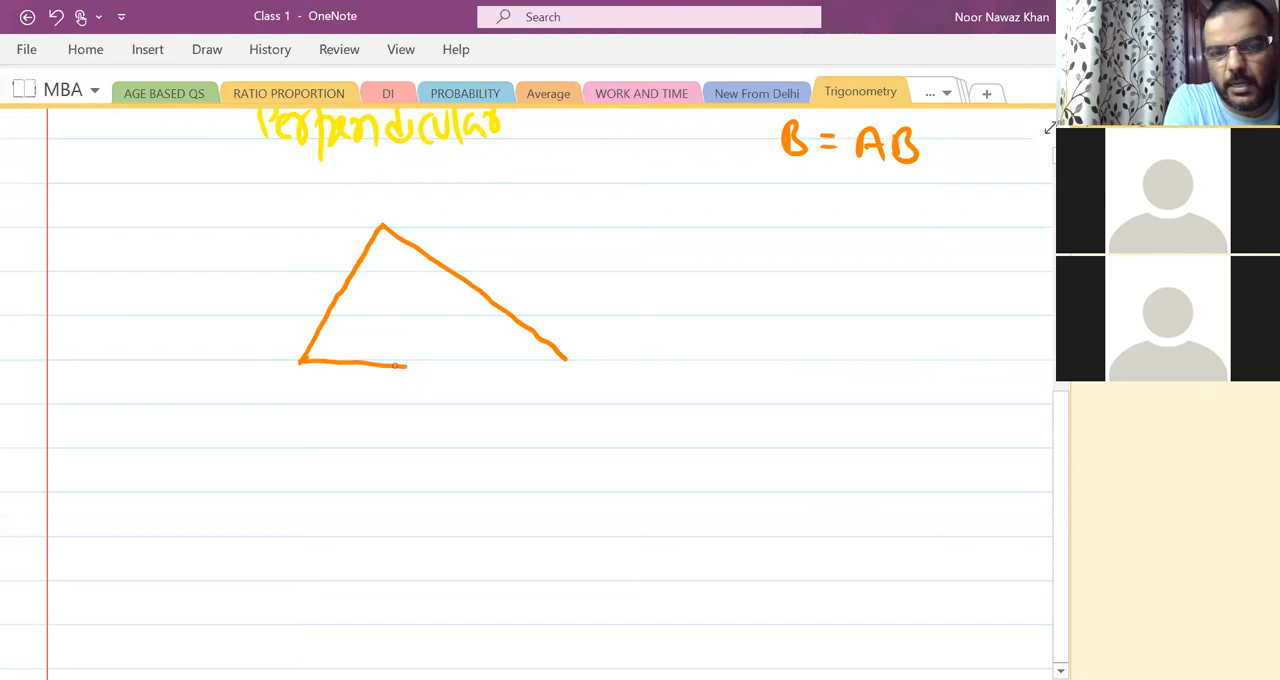 Class 1 - OneNote
Search
Noor Nawaz Khan
File Home Insert Draw History Review View Help
MBA
AGE BASED QS RATIO PROPORTION DI PROBABILITY Average WORK AND TIME New From Delhi Trigonometry ... +
Perpendicular
B = AB